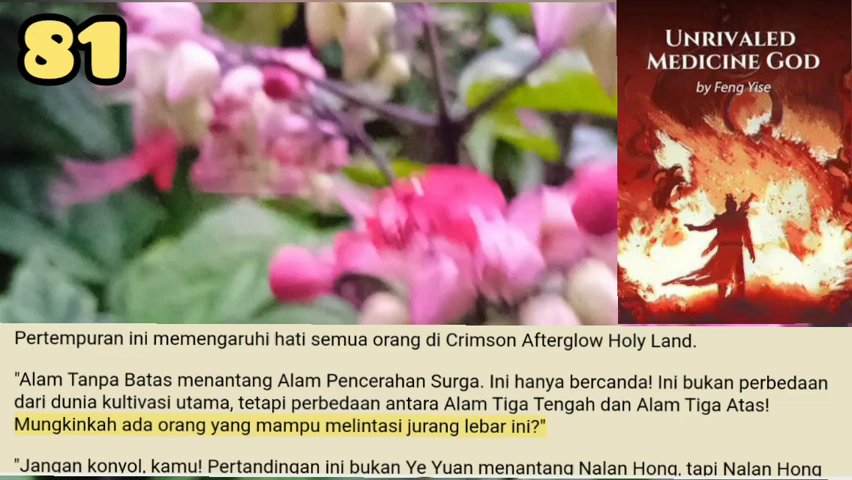 81
UNRIVALED
MEDICINE GOD
by Feng Yise
Pertempuran ini memengaruhi hati semua orang di Crimson Afterglow Holy Land.
"Alam Tanpa Batas menantang Alam Pencerahan Surga. Ini hanya bercanda! Ini bukan perbedaan
dari dunia kultivasi utama, tetapi perbedaan antara Alam Tiga Tengah dan Alam Tiga Atas!
Mungkinkah ada orang yang mampu melintasi jurang lebar ini?"
"Jangan konyol, kamu! Pertandingan ini bukan Ye Yuan menantang Nalan Hong, tapi Nalan Hong